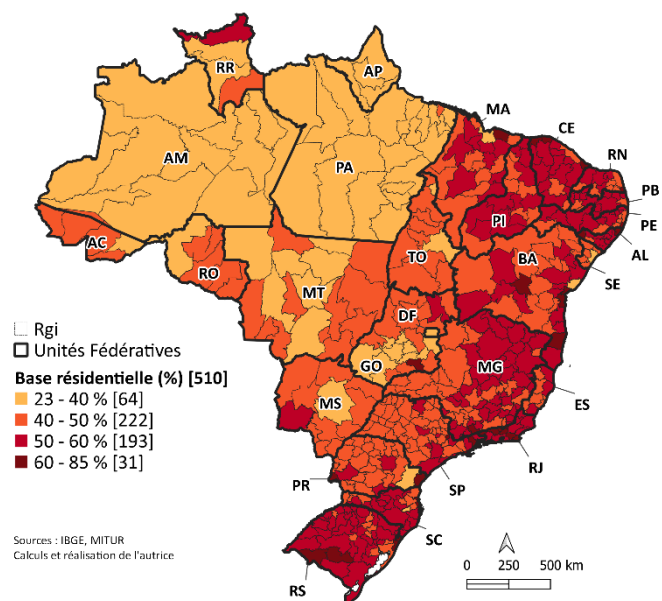 RR
AP
AM
PA
MA
CE
RN
PB
PE
AL
SE
PI
BA
TO
AC
RO
MT
DF
GO
MG
MS
ES
RJ
SP
PR
SC
RS
Rgi
Unités Fédératives
Base résidentielle (%) [510]
23 - 40 % [64]
40 - 50 % [222]
50 - 60 % [193]
60 - 85 % [31]
Sources : IBGE, MITUR
Calculs et réalisation de l'autrice
0 250 500 km